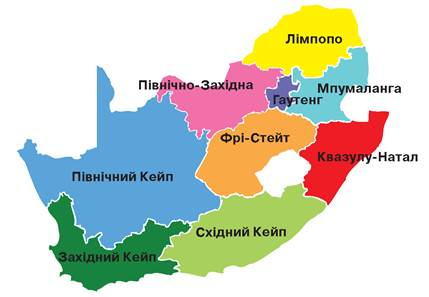 Лімпопо
Північно-Західна
Мпумаланга
Гаутенг
Фрі-Стейт
Квазулу-Натал
Північний Кейп
Східний Кейп
Західний Кейп